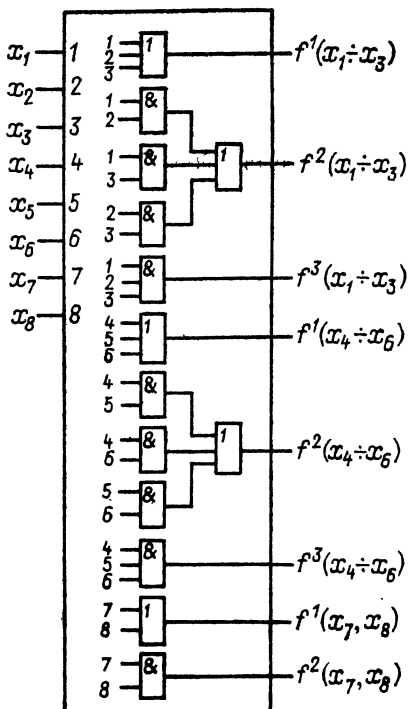 x₁ 1
x₂ 2
x₃ 3
x₄ 4
x₅ 5
x₆ 6
x₇ 7
x₈ 8
1 2 3 1 f¹(x₁÷x₃)
1 2 &
1 3 & 1 f²(x₁÷x₃)
2 3 &
1 2 3 & f³(x₁÷x₃)
4 5 6 1 f¹(x₄÷x₆)
4 5 &
4 6 & 1 f²(x₄÷x₆)
5 6 &
4 5 6 & f³(x₄÷x₆)
7 8 1 f¹(x₇,x₈)
7 8 & f²(x₇,x₈)